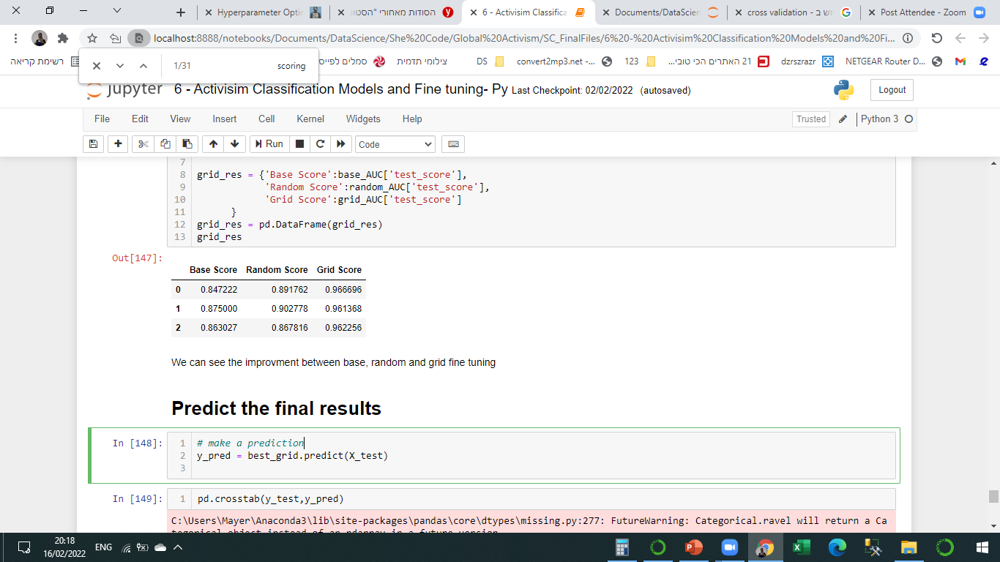 Hyperparameter Optir
הסודות מאחורי "הסטור
6 - Activisim Classifica
Documents/DataScien
cross validation - חוש ב
Post Attendee - Zoom
localhost:8888/notebooks/Documents/DataScience/She%20Code/Global%20Activism/SC_FinalFiles/6%20-%20Activisim%20Classification%20Models%20and%20Fi...
רשימת קריאה
סמלים לפייס
צילומי תדמית
DS
convert2mp3.net -...
123
21 האתרים הכי טובי...
dzrszrazr
NETGEAR Router D...
1/31
scoring
jupyter
6 - Activisim Classification Models and Fine tuning- Py Last Checkpoint: 02/02/2022 (autosaved)
Logout
File Edit View Insert Cell Kernel Widgets Help
Trusted
Python 3
Run
Code
7
8 grid_res = {'Base Score':base_AUC['test_score'],
9 'Random Score':random_AUC['test_score'],
10 'Grid Score':grid_AUC['test_score']
11 }
12 grid_res = pd.DataFrame(grid_res)
13 grid_res
Out[147]:
Base Score Random Score Grid Score
0 0.847222 0.891762 0.966696
1 0.875000 0.902778 0.961368
2 0.863027 0.867816 0.962256
We can see the improvment between base, random and grid fine tuning
Predict the final results
In [148]:
1 # make a prediction
2 y_pred = best_grid.predict(X_test)
3
In [149]:
1 pd.crosstab(y_test,y_pred)
C:\Users\Mayer\Anaconda3\lib\site-packages\pandas\core\dtypes\missing.py:277: FutureWarning: Categorical.ravel will return a Ca
tegorical object instead of an ndarray in a future version
20:18
16/02/2022
ENG